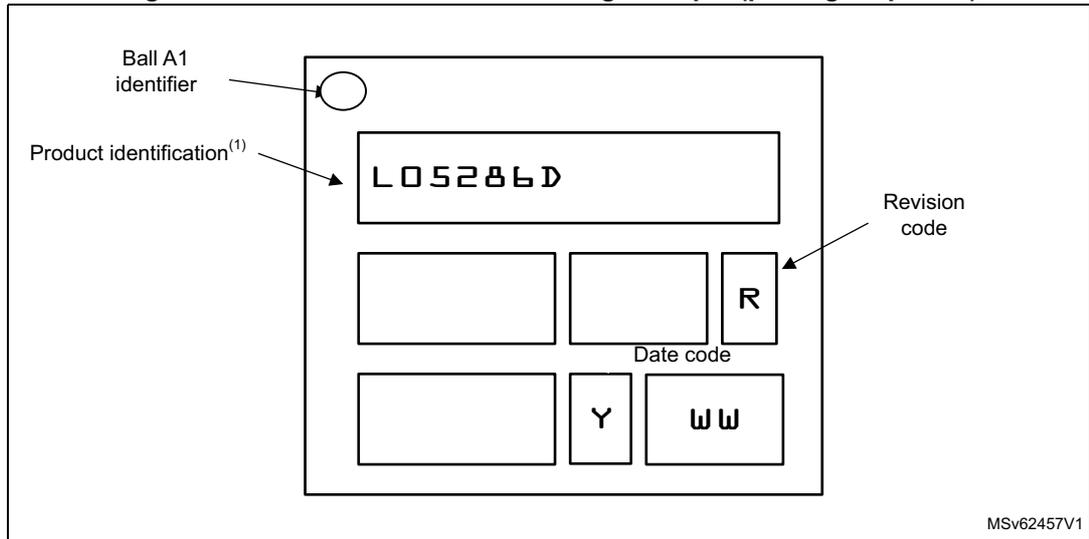 Ball A1
identifier
Product identification(1)
L05286D
Revision
code
R
Date code
Y
WW
MSv62457V1